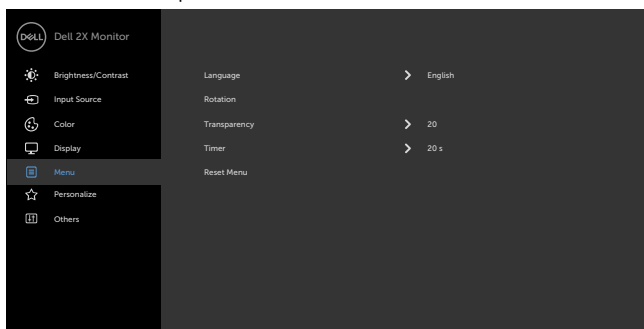 DELL Dell 2X Monitor
Brightness/Contrast
Input Source
Color
Display
Menu
Personalize
Others
Language English
Rotation
Transparency 20
Timer 20 s
Reset Menu